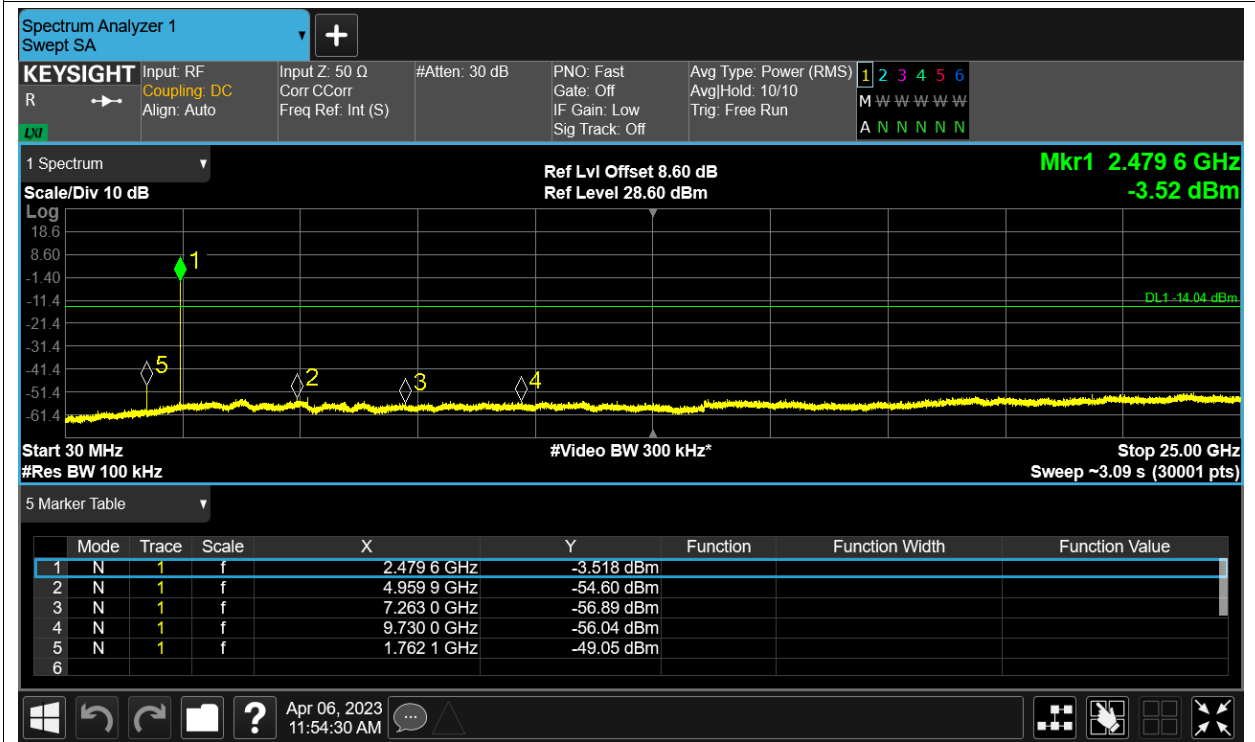 Spectrum Analyzer 1
Swept SA
KEYSIGHT Input: RF Input Z: 50 Ω #Atten: 30 dB PNO: Fast Avg Type: Power (RMS) 1 2 3 4 5 6
R Coupling: DC Corr CCorr Gate: Off Avg|Hold: 10/10 M W W W W W
Align: Auto Freq Ref: Int (S) IF Gain: Low Trig: Free Run
LXI Sig Track: Off A N N N N N
1 Spectrum Ref Lvl Offset 8.60 dB Mkr1 2.479 6 GHz
Scale/Div 10 dB Ref Level 28.60 dBm -3.52 dBm
Log
18.6
8.60 1
-1.40
-11.4 DL1 -14.04 dBm
-21.4
-31.4
-41.4 5 2 3 4
-51.4
-61.4
Start 30 MHz #Video BW 300 kHz* Stop 25.00 GHz
#Res BW 100 kHz Sweep ~3.09 s (30001 pts)
5 Marker Table
Mode Trace Scale X Y Function Function Width Function Value
1 N 1 f 2.479 6 GHz -3.518 dBm
2 N 1 f 4.959 9 GHz -54.60 dBm
3 N 1 f 7.263 0 GHz -56.89 dBm
4 N 1 f 9.730 0 GHz -56.04 dBm
5 N 1 f 1.762 1 GHz -49.05 dBm
6
? Apr 06, 2023
11:54:30 AM